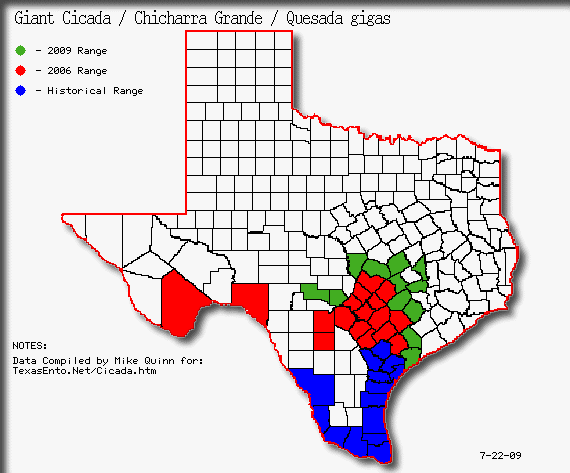 Giant Cicada / Chicharra Grande / Quesada gigas
- 2009 Range
- 2006 Range
- Historical Range
NOTES:
Data Compiled by Mike Quinn for:
TexasEnto.Net/Cicada.htm
7-22-09